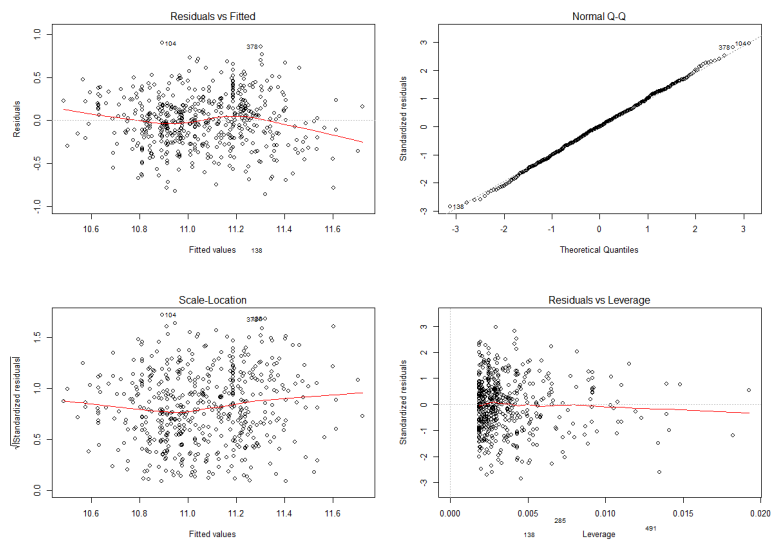 Residuals vs Fitted
Residuals
1.0
0.5
0.0
-0.5
-1.0
104
378
10.6 10.8 11.0 11.2 11.4 11.6
Fitted values
138
Normal Q-Q
Standardized residuals
3
2
1
0
-1
-2
-3
378
104
138
-3 -2 -1 0 1 2 3
Theoretical Quantiles
Scale-Location
√|Standardized residuals|
1.5
1.0
0.5
0.0
104
10.6 10.8 11.0 11.2 11.4 11.6
Fitted values
Residuals vs Leverage
Standardized residuals
3
2
1
0
-1
-2
-3
0.000 0.005 0.010 0.015 0.020
Leverage
138
285
491